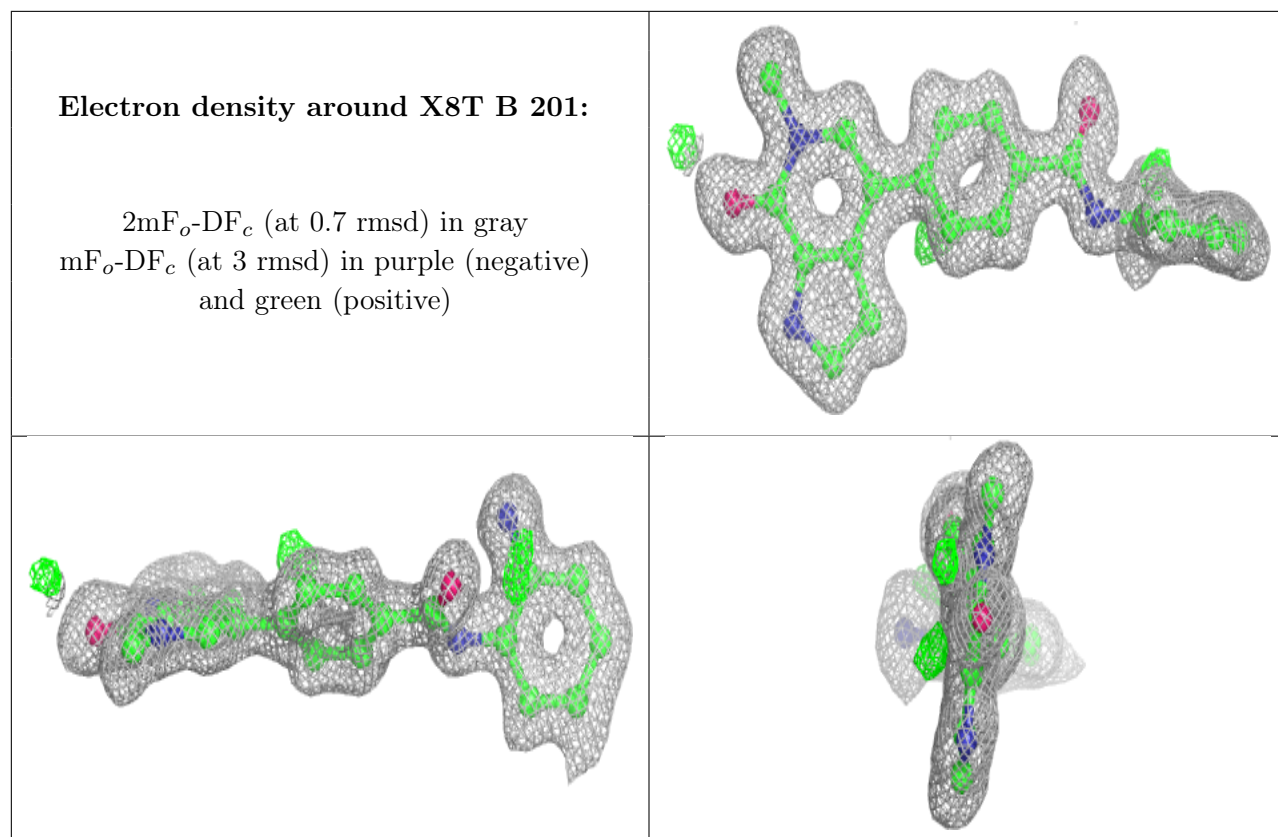 Electron density around X8T B 201:
2mFo-DFc (at 0.7 rmsd) in gray
mFo-DFc (at 3 rmsd) in purple (negative)
and green (positive)